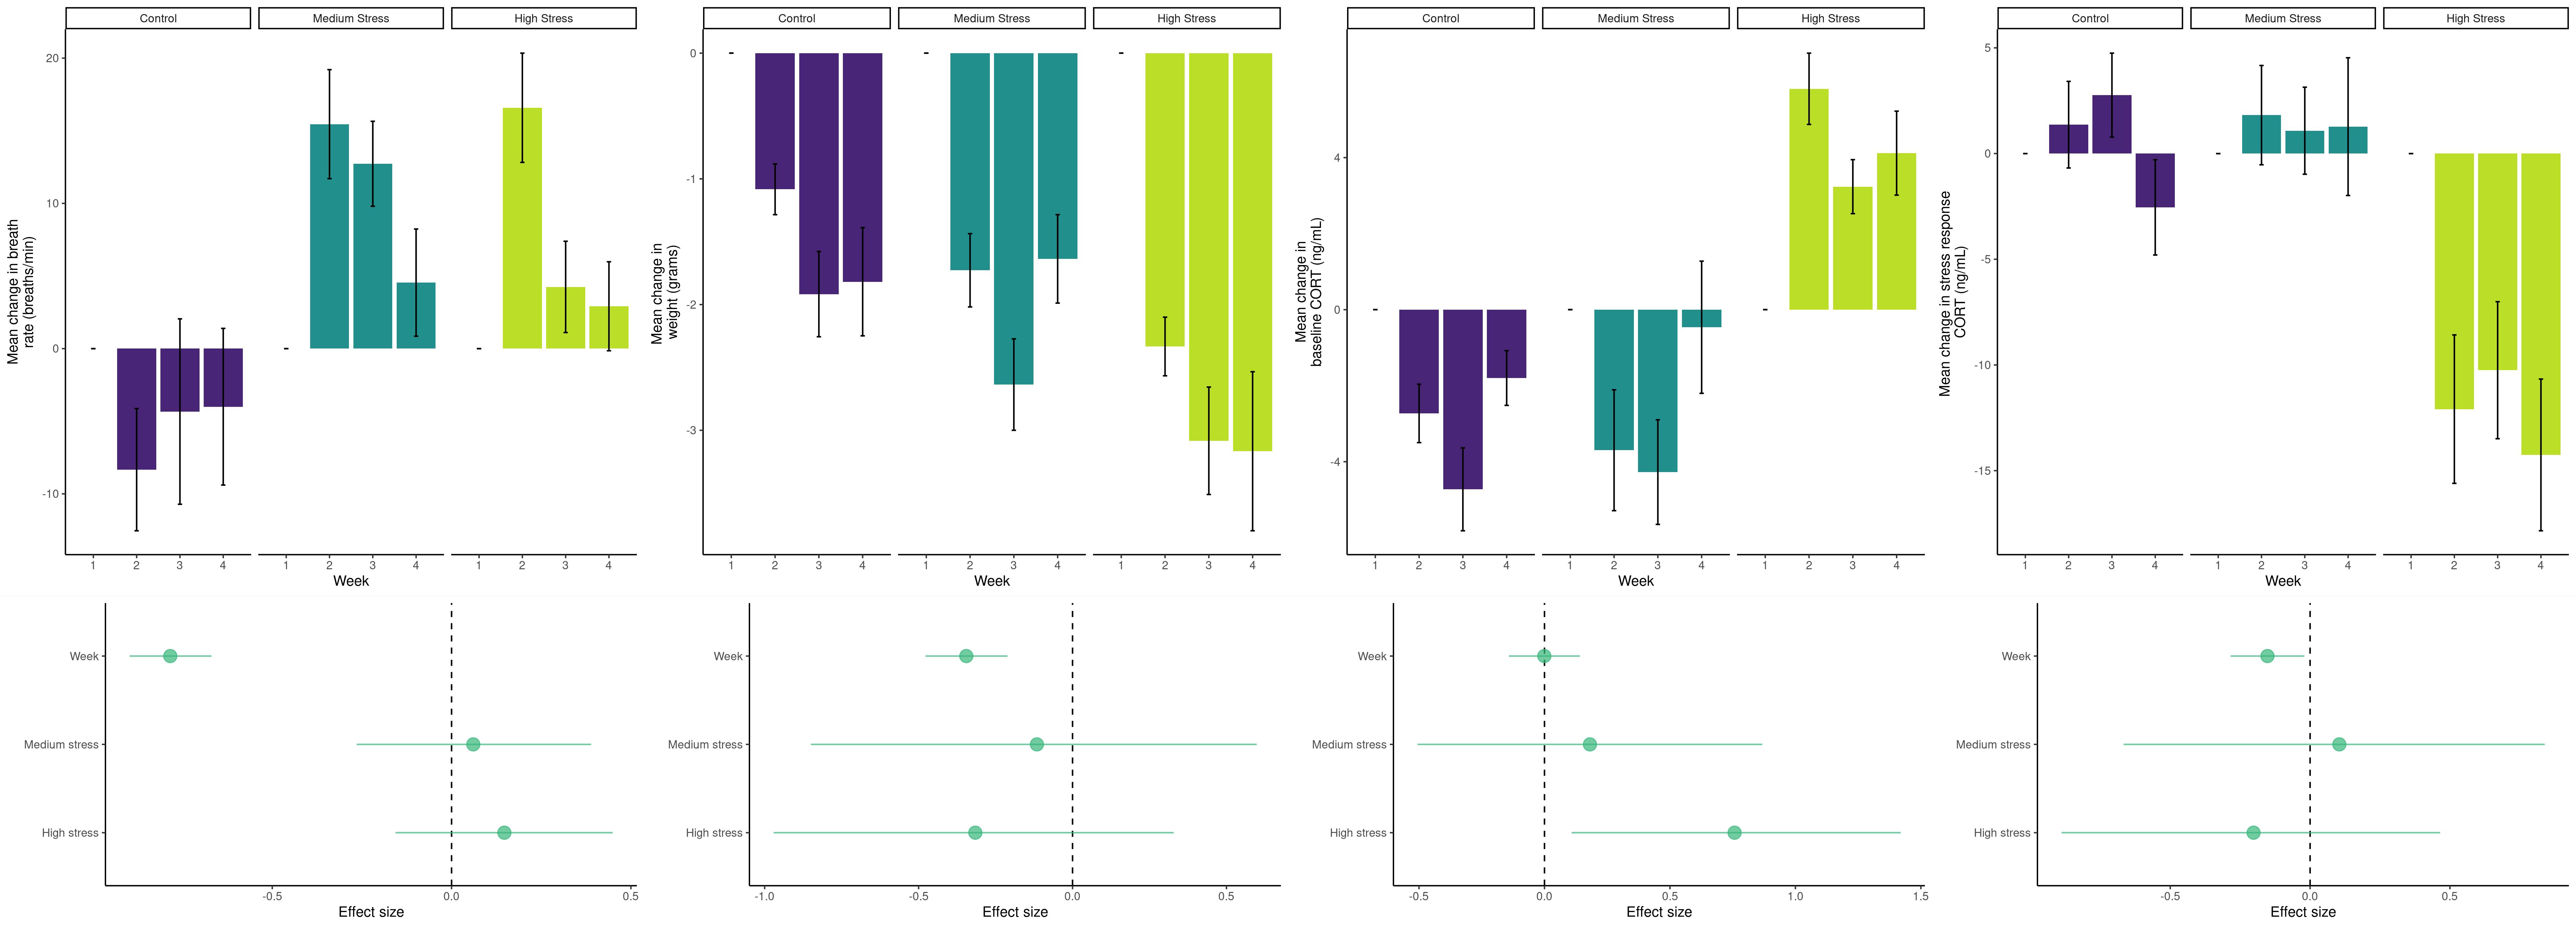 Control Medium Stress High Stress
Mean change in breath
rate (breaths/min)
20
10
0
-10
1 2 3 4 1 2 3 4 1 2 3 4
Week
Control Medium Stress High Stress
Mean change in
weight (grams)
0
-1
-2
-3
1 2 3 4 1 2 3 4 1 2 3 4
Week
Control Medium Stress High Stress
Mean change in
baseline CORT (ng/mL)
4
0
-4
1 2 3 4 1 2 3 4 1 2 3 4
Week
Control Medium Stress High Stress
Mean change in stress response
CORT (ng/mL)
5
0
-5
-10
-15
1 2 3 4 1 2 3 4 1 2 3 4
Week
Week
Medium stress
High stress
-0.5 0.0 0.5
Effect size
Week
Medium stress
High stress
-1.0 -0.5 0.0 0.5
Effect size
Week
Medium stress
High stress
-0.5 0.0 0.5 1.0 1.5
Effect size
Week
Medium stress
High stress
-0.5 0.0 0.5
Effect size